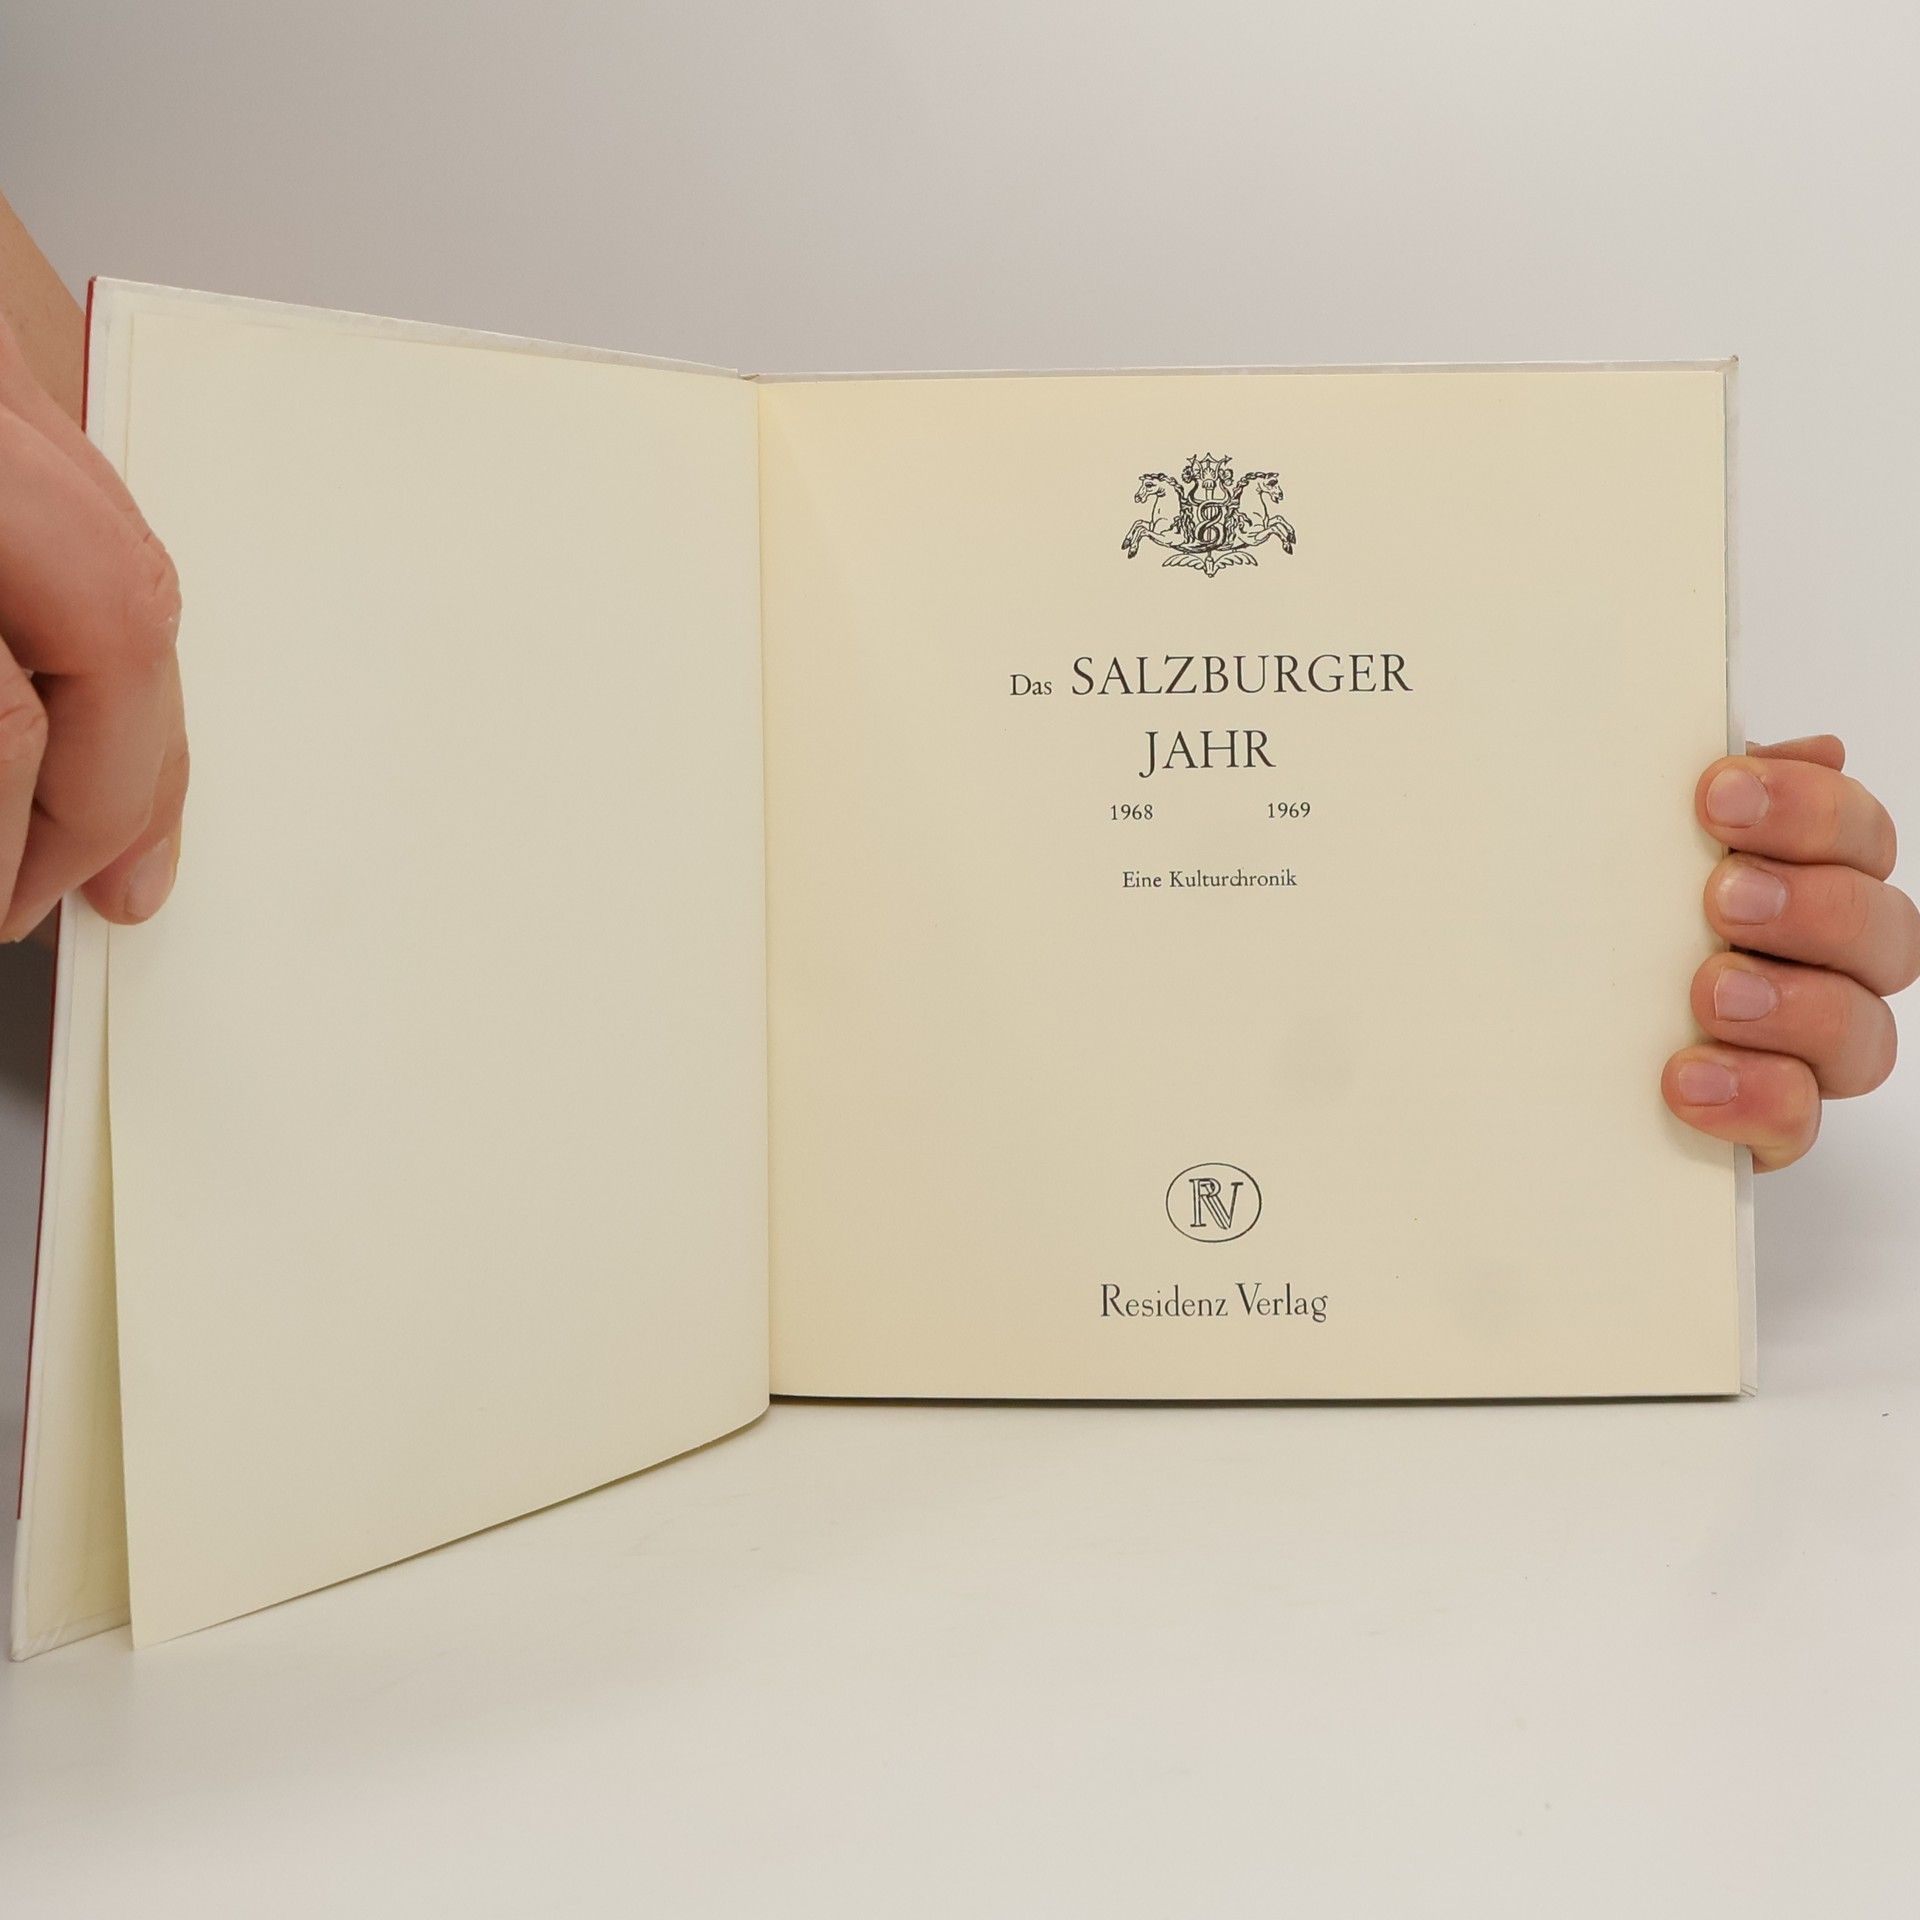 Das SALZBURGER
JAHR
1968 1969
Eine Kulturchronik
RV
Residenz Verlag